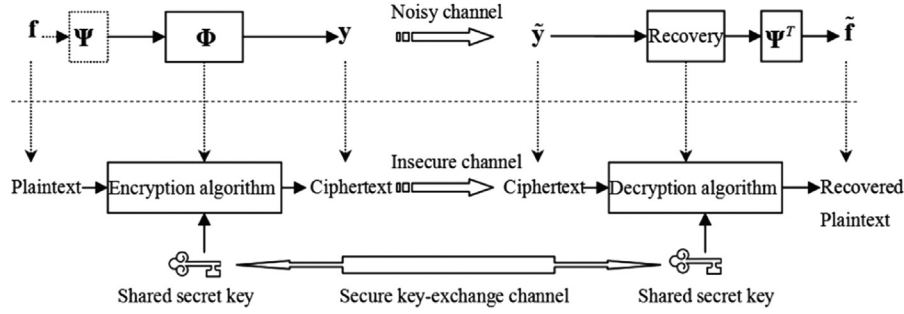 Noisy channel
f Ψ Φ y ỹ Recovery Ψ^T f̃
Insecure channel
Plaintext Encryption algorithm Ciphertext Ciphertext Decryption algorithm Recovered
Plaintext
Shared secret key Secure key-exchange channel Shared secret key